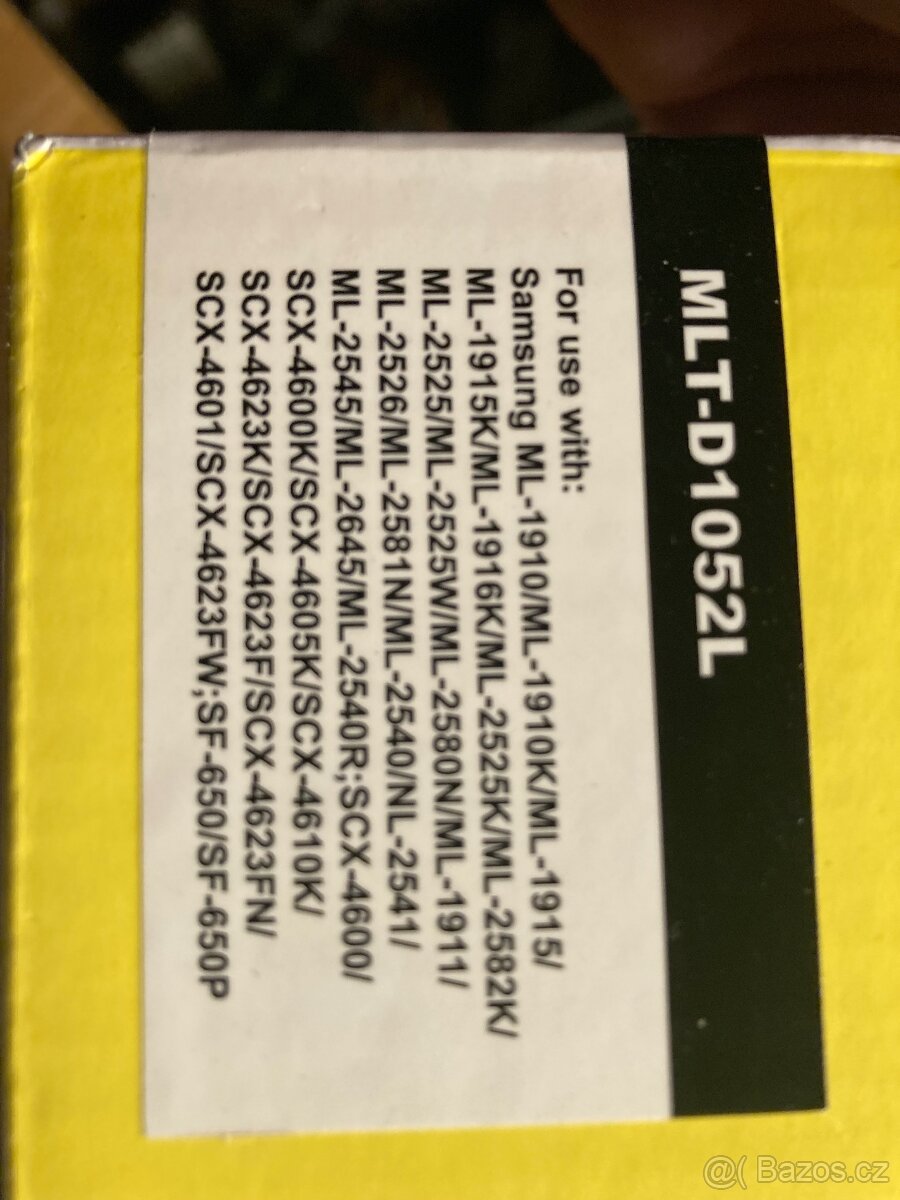 MLT-D1052L
For use with:
Samsung ML-1910/ML-1910K/ML-1915/
ML-1915K/ML-1916K/ML-2525K/ML-2582K/
ML-2525/ML-2525W/ML-2580N/ML-1911/
ML-2526/ML-2581N/ML-2540/NL-2541/
ML-2545/ML-2645/ML-2540R;SCX-4600/
SCX-4600K/SCX-4605K/SCX-4610K/
SCX-4623K/SCX-4623F/SCX-4623FN/
SCX-4601/SCX-4623FW;SF-650/SF-650P
@( Bazos.cz